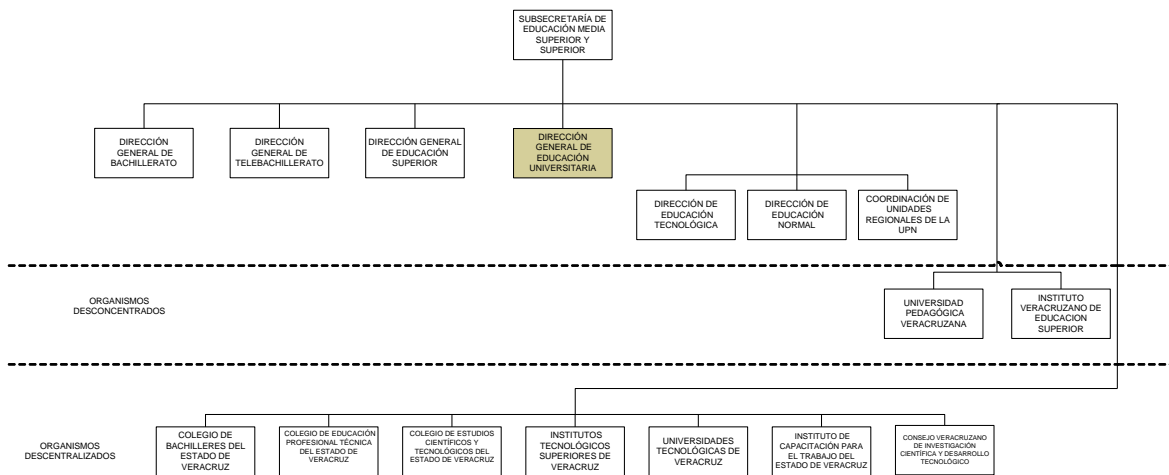 SUBSECRETARÍA DE
EDUCACIÓN MEDIA
SUPERIOR Y
SUPERIOR
DIRECCIÓN
GENERAL DE
BACHILLERATO
DIRECCIÓN
GENERAL DE
TELEBACHILLERATO
DIRECCIÓN GENERAL
DE EDUCACIÓN
SUPERIOR
DIRECCIÓN
GENERAL DE
EDUCACIÓN
UNIVERSITARIA
DIRECCIÓN DE
EDUCACIÓN
TECNOLÓGICA
DIRECCIÓN DE
EDUCACIÓN
NORMAL
COORDINACIÓN DE
UNIDADES
REGIONALES DE LA
UPN
ORGANISMOS
DESCONCENTRADOS
UNIVERSIDAD
PEDAGÓGICA
VERACRUZANA
INSTITUTO
VERACRUZANO DE
EDUCACION
SUPERIOR
ORGANISMOS
DESCENTRALIZADOS
COLEGIO DE
BACHILLERES DEL
ESTADO DE
VERACRUZ
COLEGIO DE EDUCACIÓN
PROFESIONAL TÉCNICA
DEL ESTADO DE
VERACRUZ
COLEGIO DE ESTUDIOS
CIENTÍFICOS Y
TECNOLÓGICOS DEL
ESTADO DE VERACRUZ
INSTITUTOS
TECNOLÓGICOS
SUPERIORES DE
VERACRUZ
UNIVERSIDADES
TECNOLÓGICAS DE
VERACRUZ
INSTITUTO DE
CAPACITACIÓN PARA
EL TRABAJO DEL
ESTADO DE VERACRUZ
CONSEJO VERACRUZANO
DE INVESTIGACIÓN
CIENTÍFICA Y DESARROLLO
TECNOLÓGICO